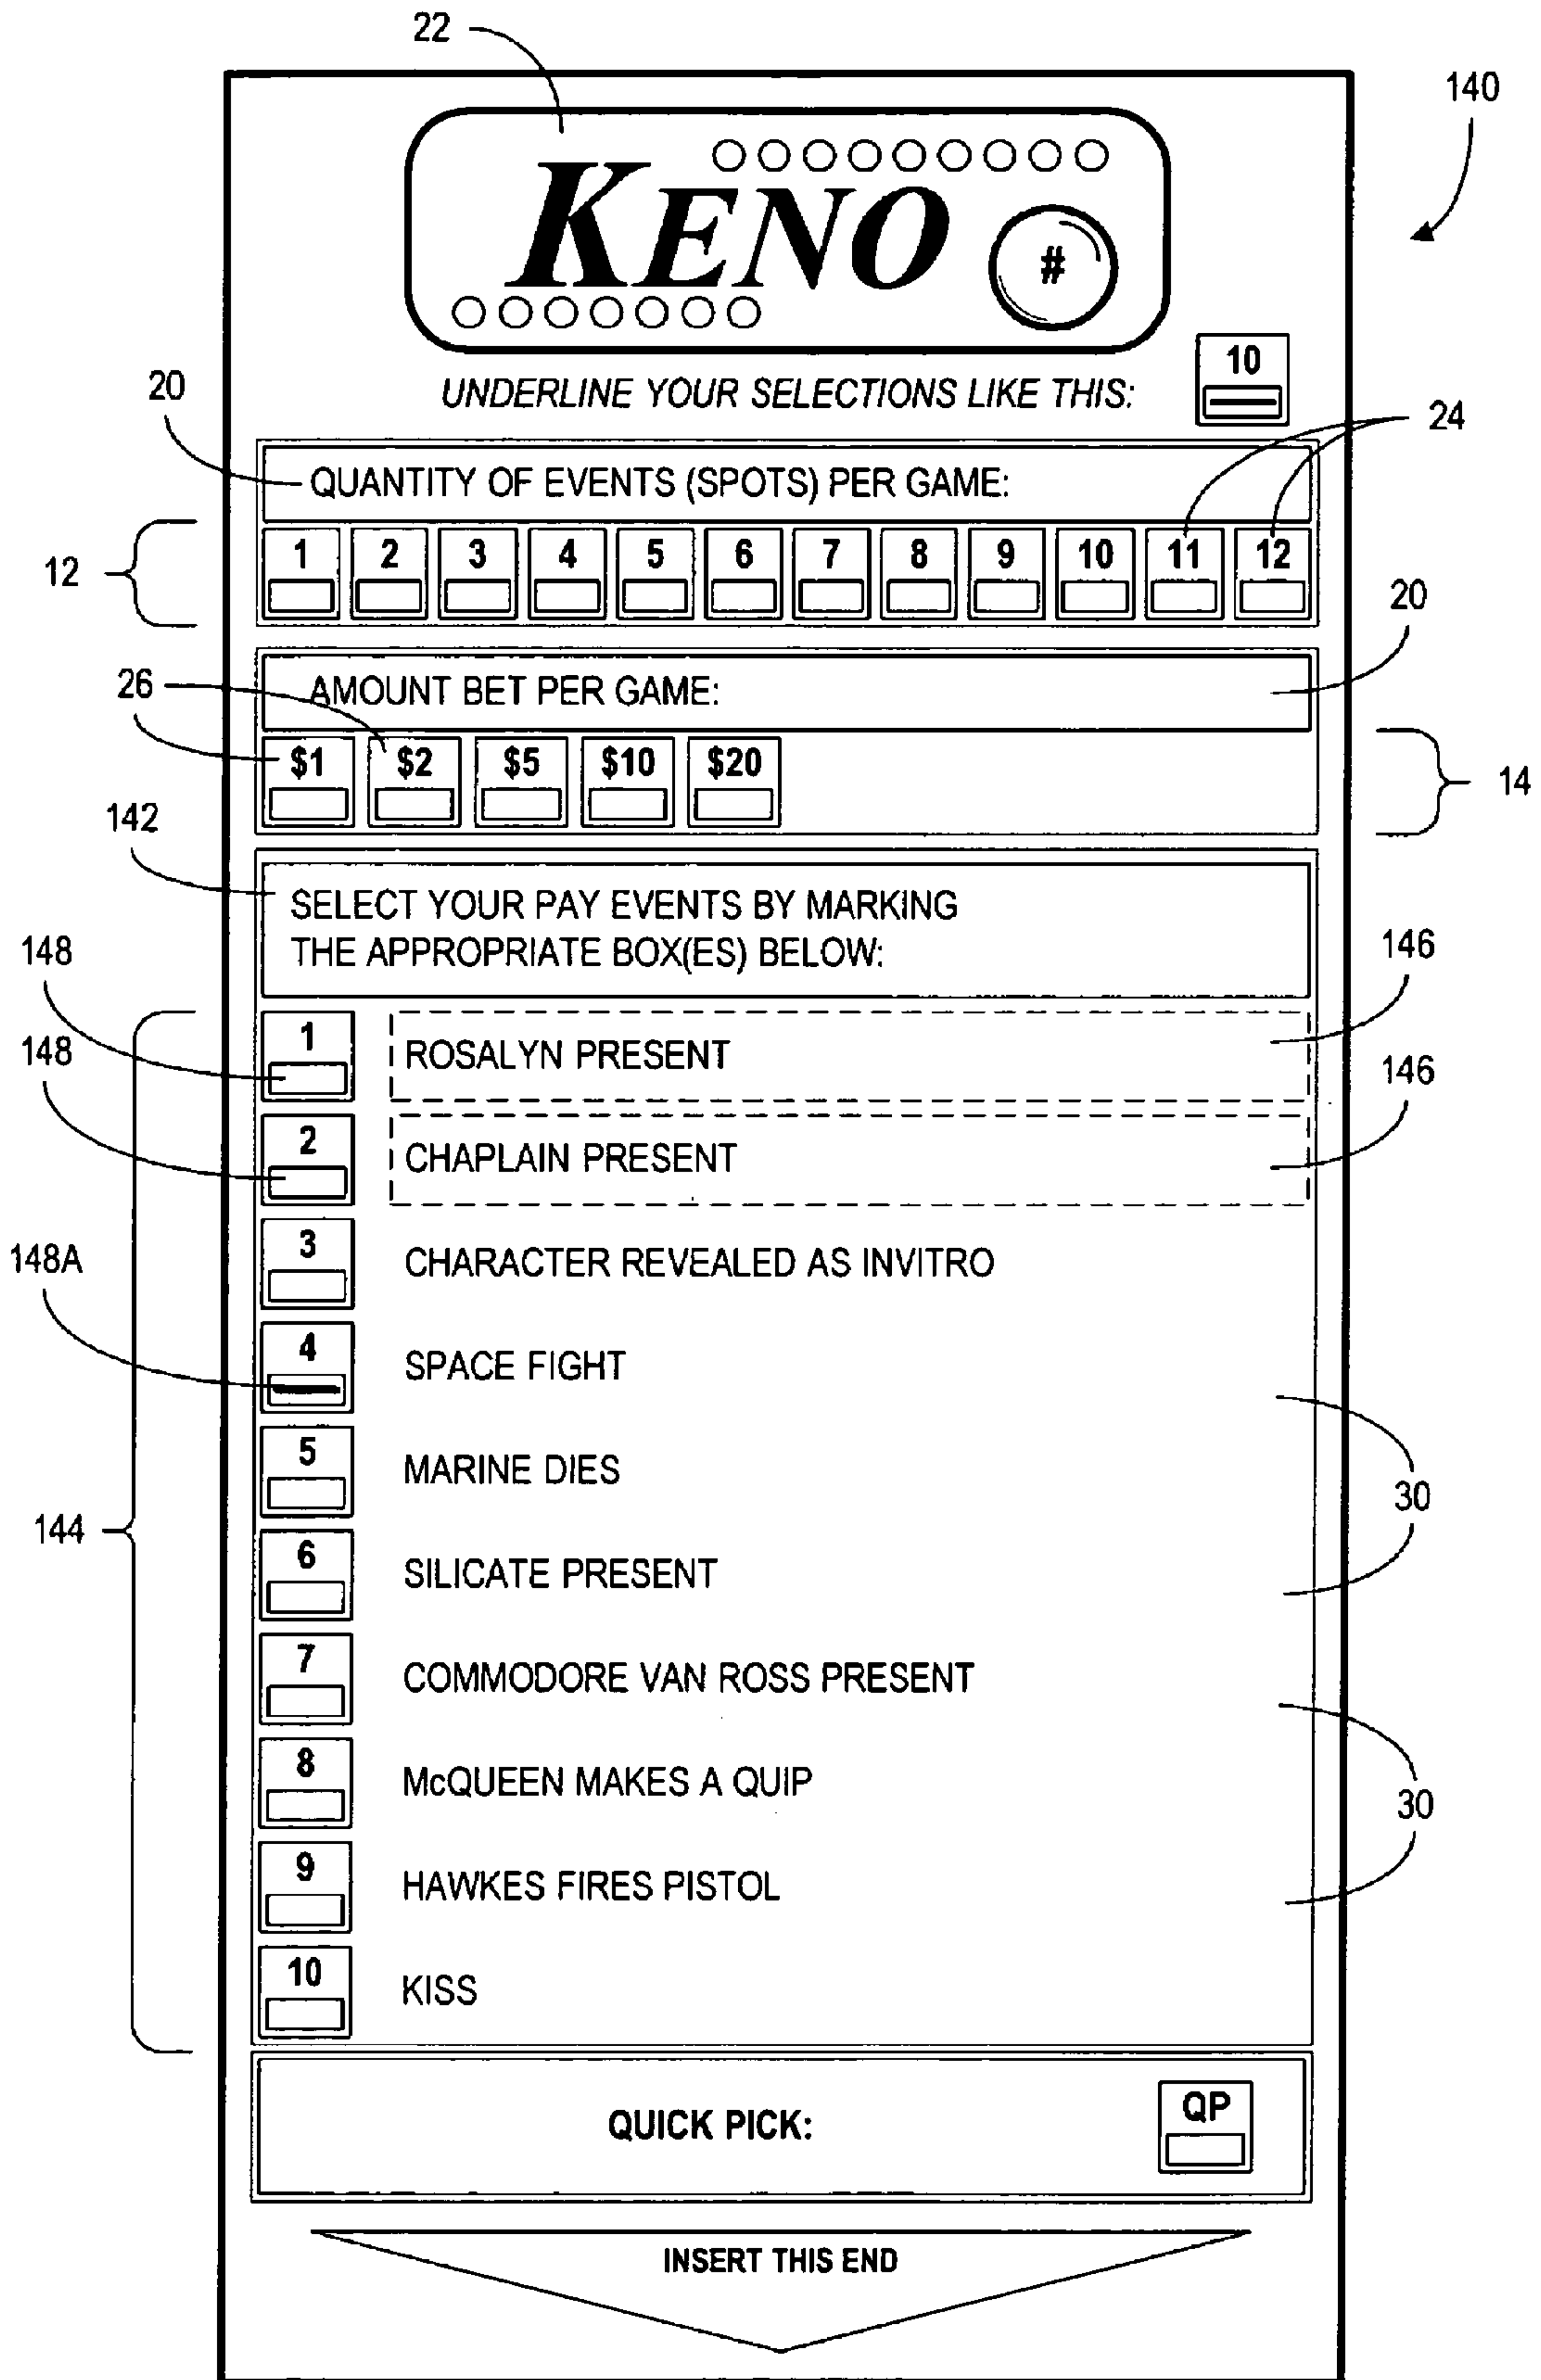 22
140
KENO
#
10
UNDERLINE YOUR SELECTIONS LIKE THIS:
20
24
QUANTITY OF EVENTS (SPOTS) PER GAME:
12
1 2 3 4 5 6 7 8 9 10 11 12
20
26
AMOUNT BET PER GAME:
$1 $2 $5 $10 $20
14
142
SELECT YOUR PAY EVENTS BY MARKING
THE APPROPRIATE BOX(ES) BELOW:
148
146
1 ROSALYN PRESENT
148
146
2 CHAPLAIN PRESENT
3 CHARACTER REVEALED AS INVITRO
148A
4 SPACE FIGHT
5 MARINE DIES
30
144
6 SILICATE PRESENT
7 COMMODORE VAN ROSS PRESENT
8 McQUEEN MAKES A QUIP
30
9 HAWKES FIRES PISTOL
10 KISS
QUICK PICK: QP
INSERT THIS END